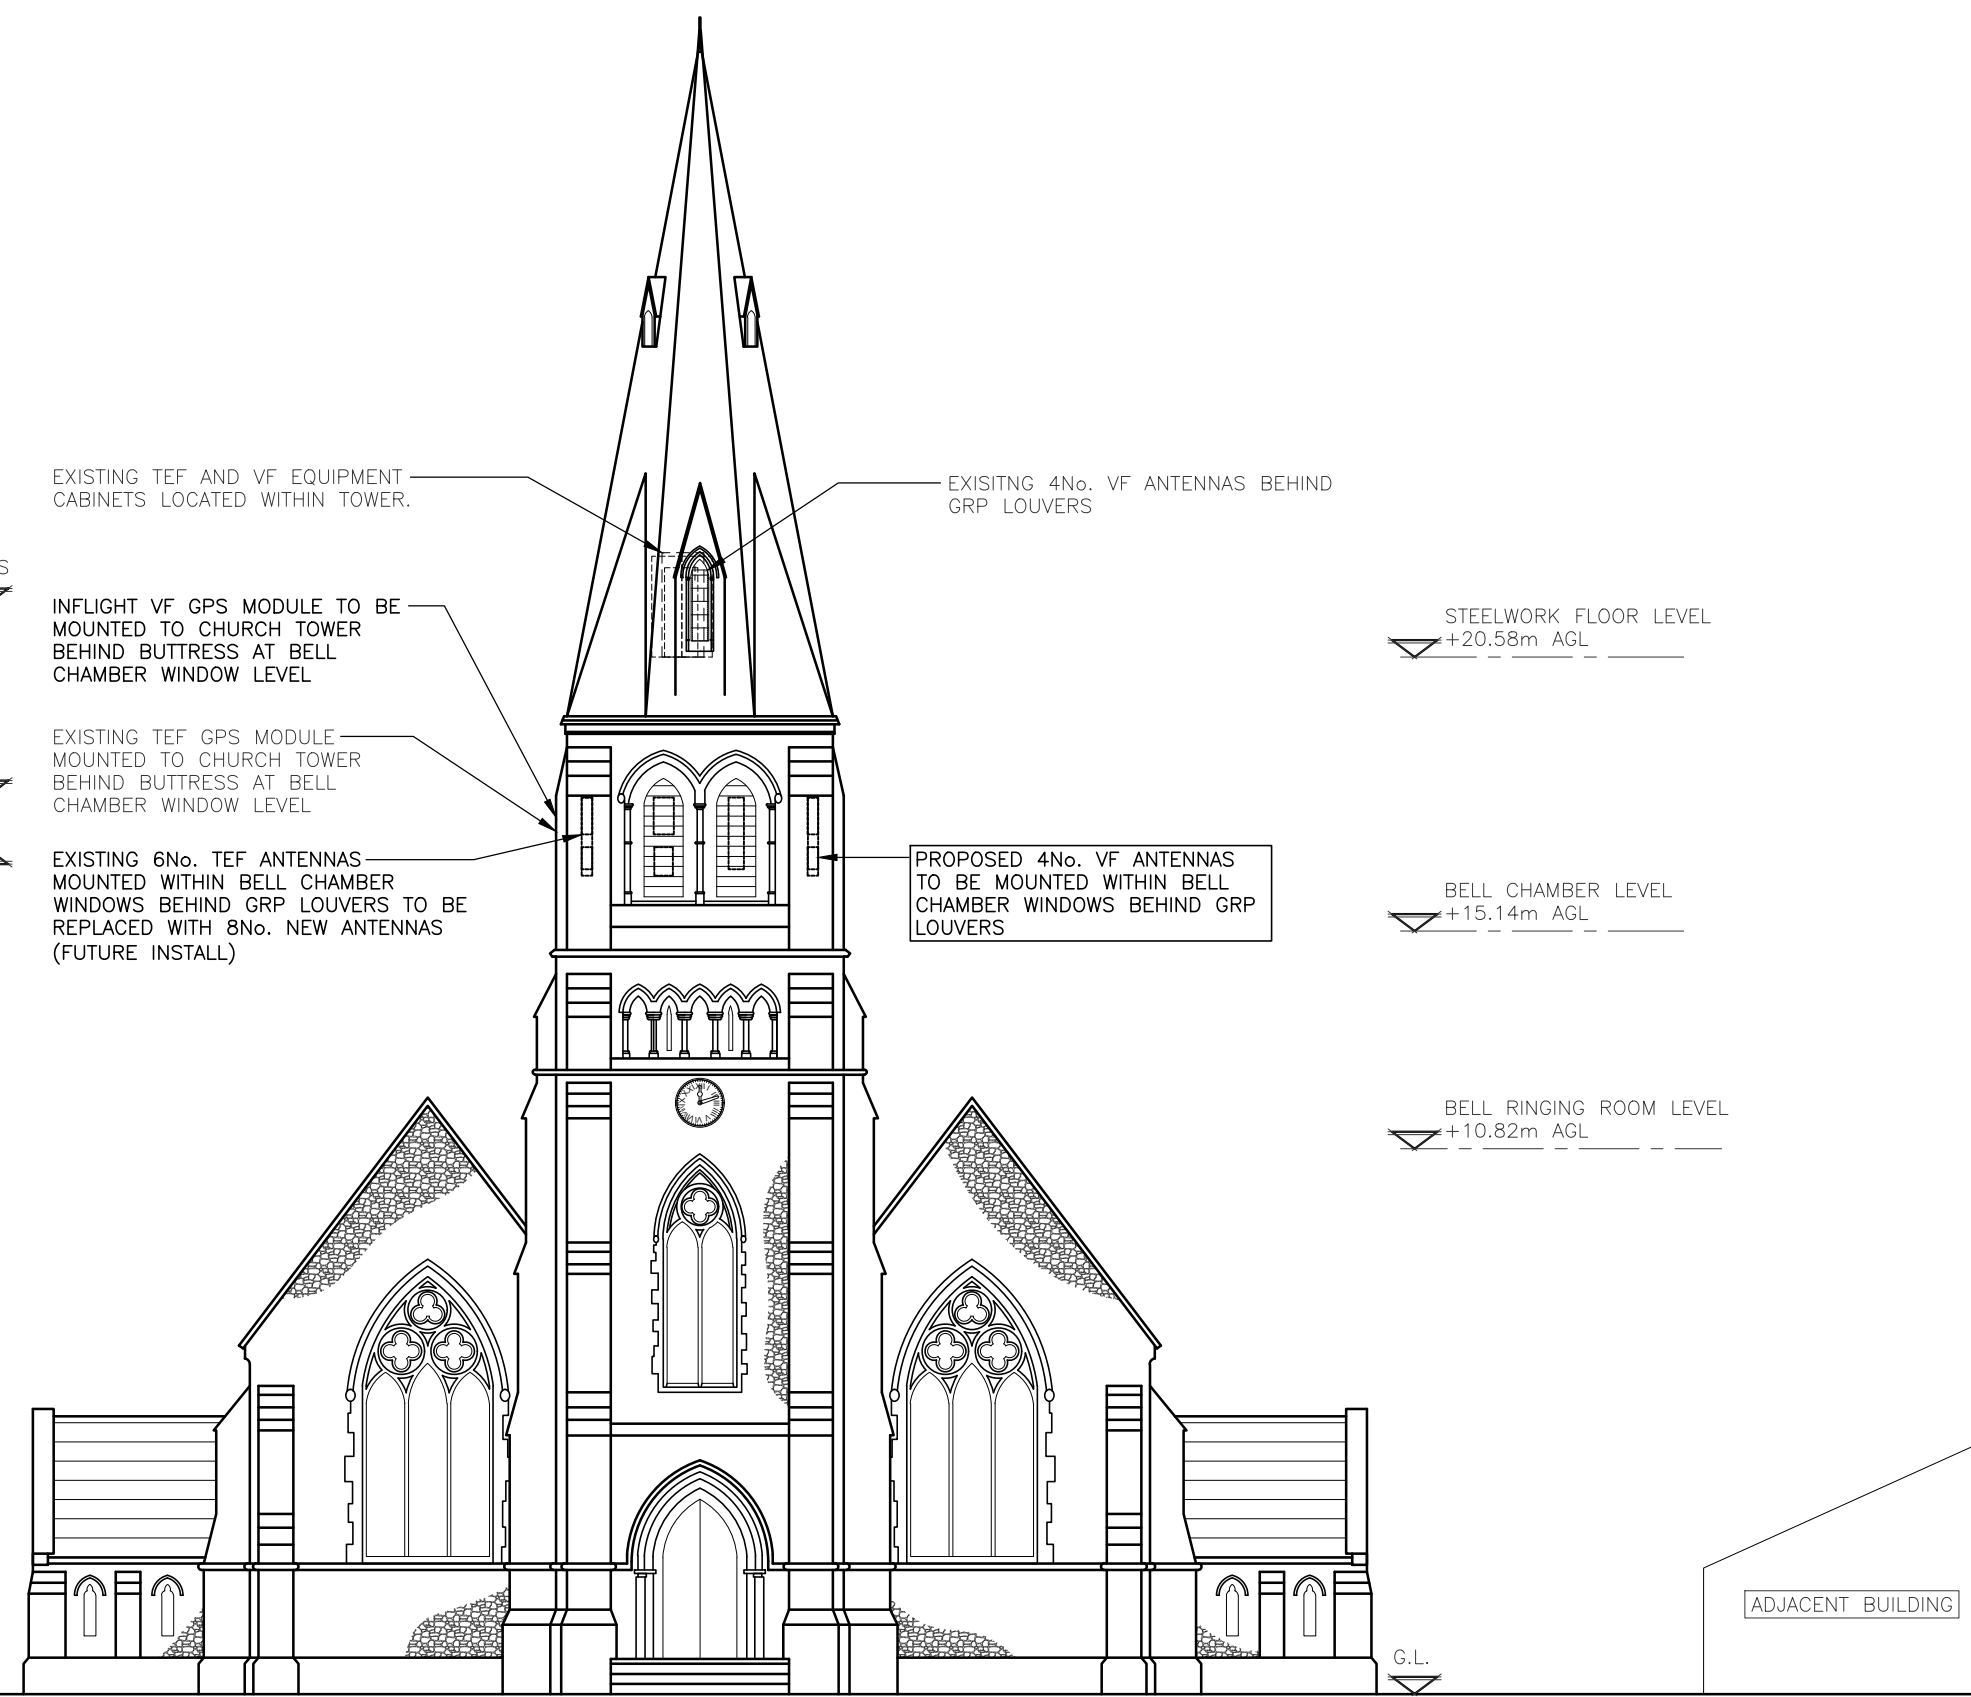 EXISTING TEF AND VF EQUIPMENT
CABINETS LOCATED WITHIN TOWER.
EXISITNG 4No. VF ANTENNAS BEHIND
GRP LOUVERS
S
INFLIGHT VF GPS MODULE TO BE
MOUNTED TO CHURCH TOWER
BEHIND BUTTRESS AT BELL
CHAMBER WINDOW LEVEL
STEELWORK FLOOR LEVEL
+20.58m AGL
EXISTING TEF GPS MODULE
MOUNTED TO CHURCH TOWER
BEHIND BUTTRESS AT BELL
CHAMBER WINDOW LEVEL
EXISTING 6No. TEF ANTENNAS
MOUNTED WITHIN BELL CHAMBER
WINDOWS BEHIND GRP LOUVERS TO BE
REPLACED WITH 8No. NEW ANTENNAS
(FUTURE INSTALL)
PROPOSED 4No. VF ANTENNAS
TO BE MOUNTED WITHIN BELL
CHAMBER WINDOWS BEHIND GRP
LOUVERS
BELL CHAMBER LEVEL
+15.14m AGL
BELL RINGING ROOM LEVEL
+10.82m AGL
ADJACENT BUILDING
G.L.